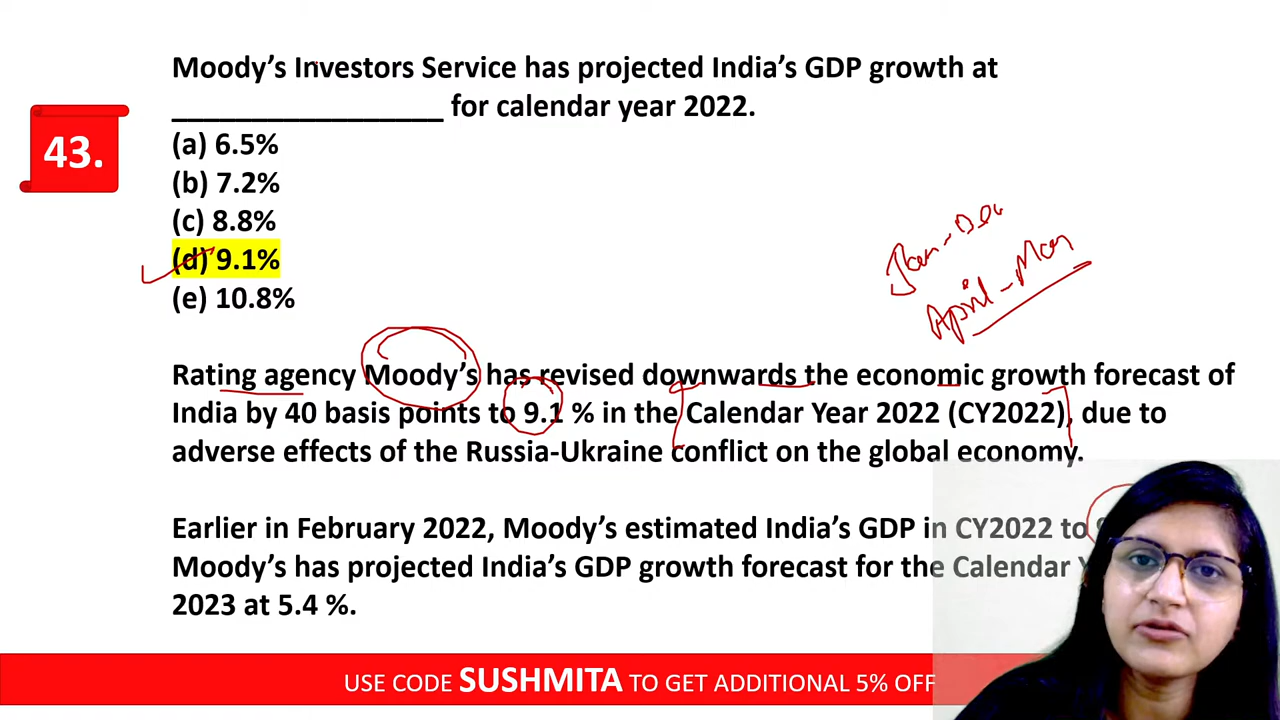 Moody's Investors Service has projected India's GDP growth at
__________________ for calendar year 2022.
43.
(a) 6.5%
(b) 7.2%
(c) 8.8%
(d) 9.1%
(e) 10.8%
Jan - Dec
April - Mar
Rating agency Moody's has revised downwards the economic growth forecast of
India by 40 basis points to 9.1 % in the Calendar Year 2022 (CY2022), due to
adverse effects of the Russia-Ukraine conflict on the global economy.
Earlier in February 2022, Moody's estimated India's GDP in CY2022 to
Moody's has projected India's GDP growth forecast for the Calendar
2023 at 5.4 %.
USE CODE SUSHMITA TO GET ADDITIONAL 5% OFF